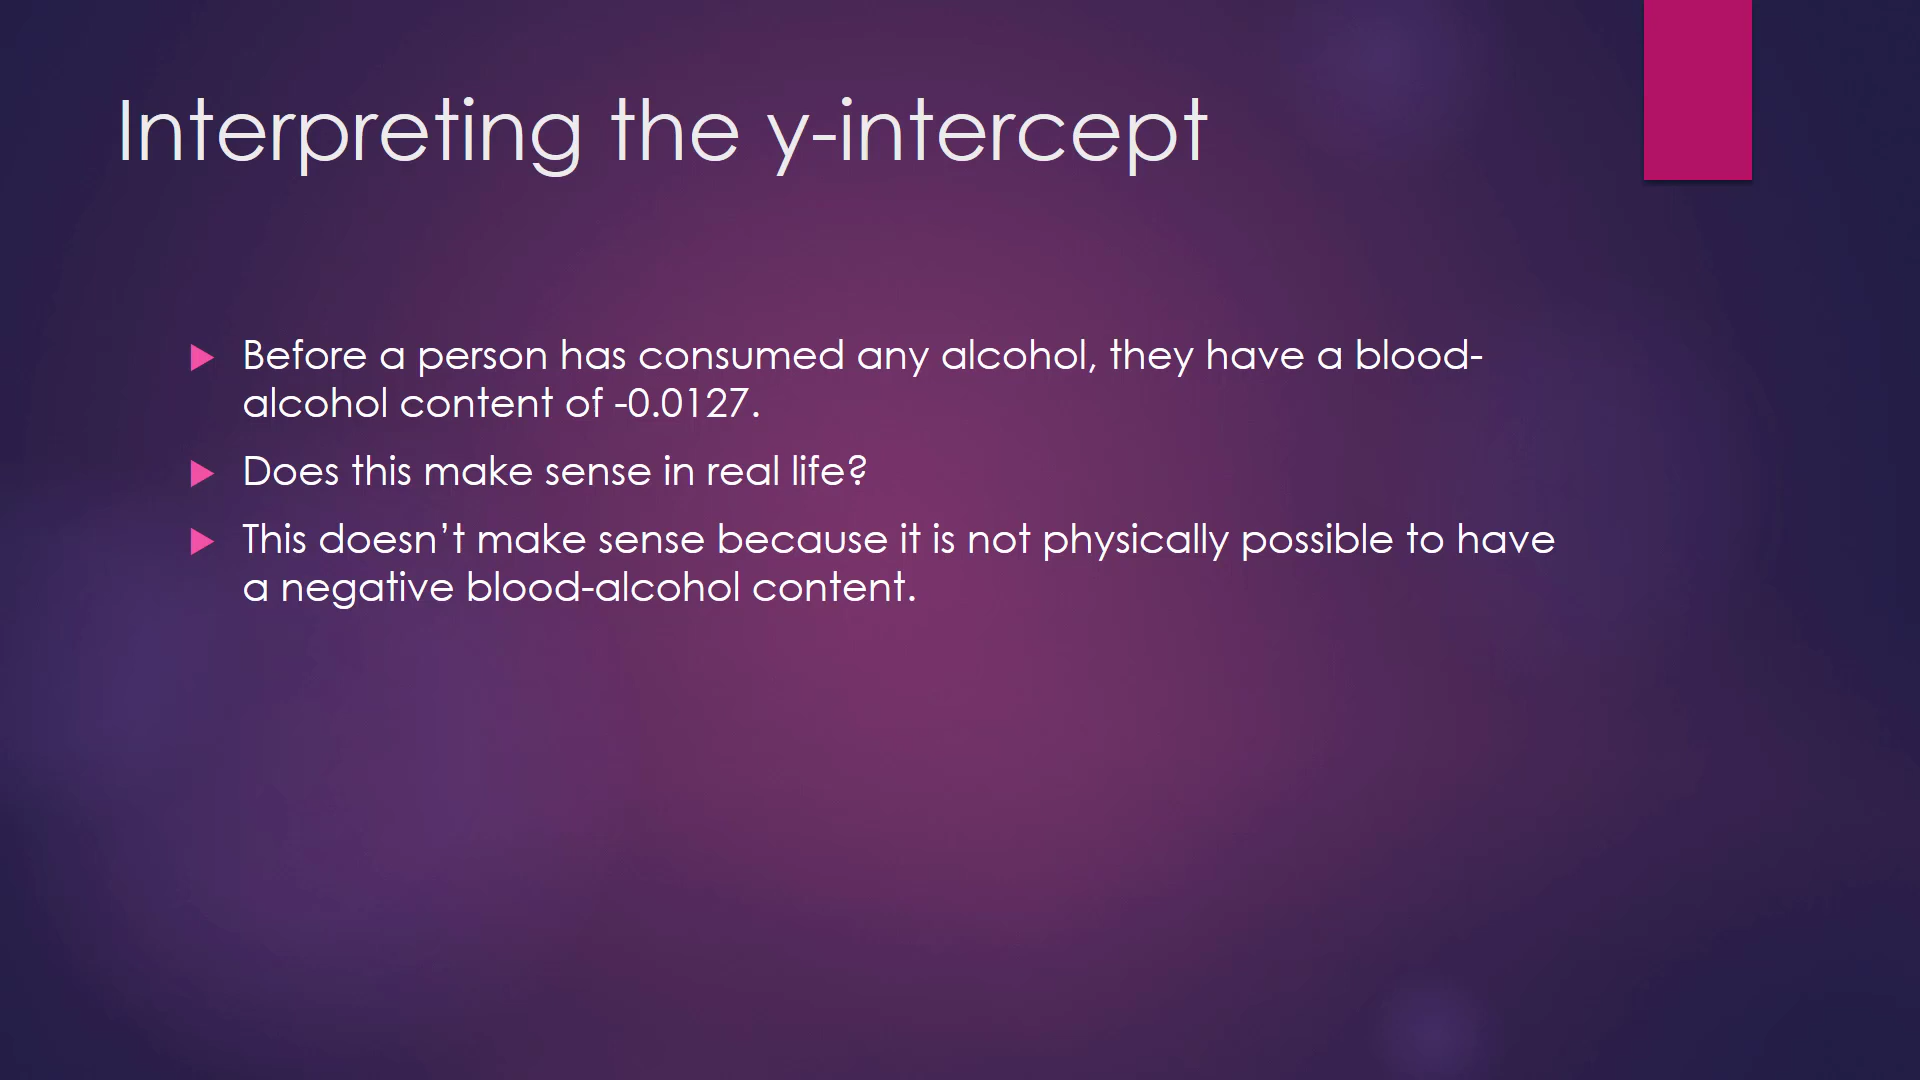 Interpreting the y-intercept
Before a person has consumed any alcohol, they have a blood-
alcohol content of -0.0127.
Does this make sense in real life?
This doesn’t make sense because it is not physically possible to have
a negative blood-alcohol content.